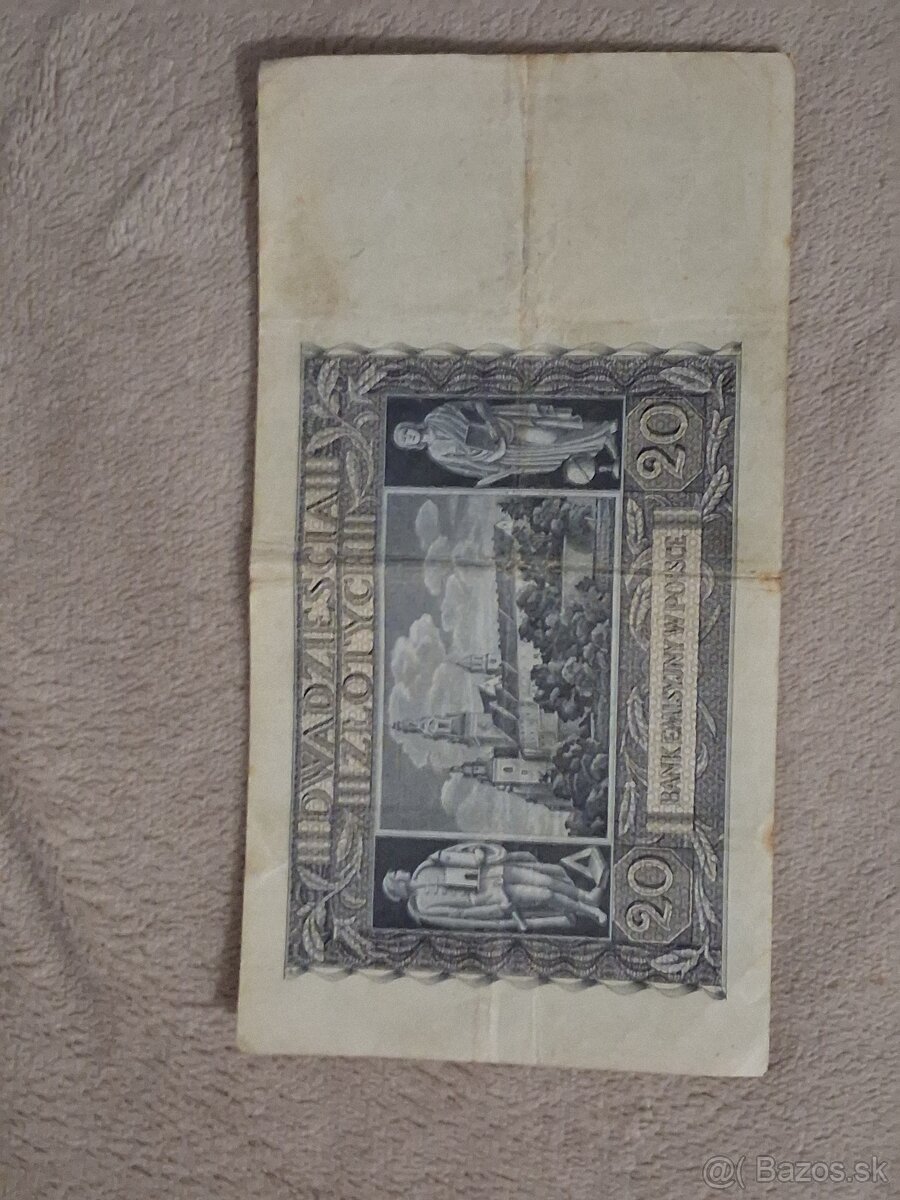 DWADZIEŚCIA
ZŁOTYCH
20 20
BANK EMISYJNY W POLSCE
@( Bazos.sk